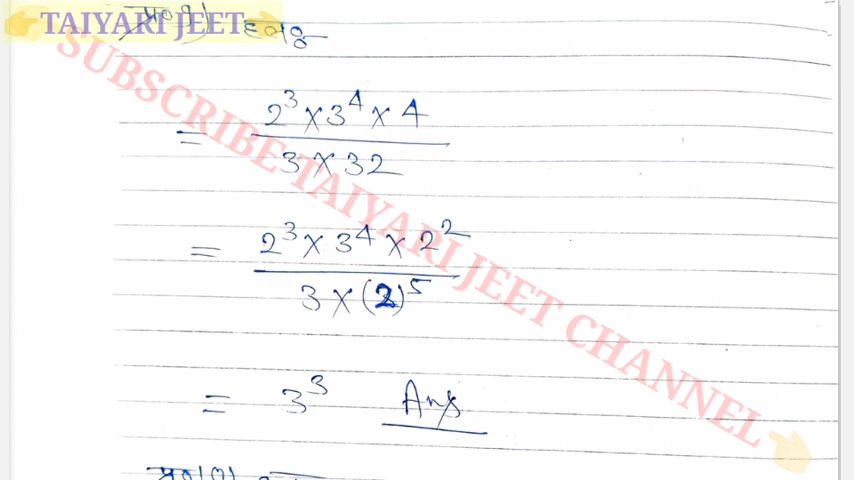 👉TAIYARI JEET👈
SUBSCRIBE TAIYARI JEET CHANNEL 👈
= 2³ × 3⁴ × 4
3 × 32
= 2³ × 3⁴ × 2²
3 × (2)⁵
= 3³ Ans